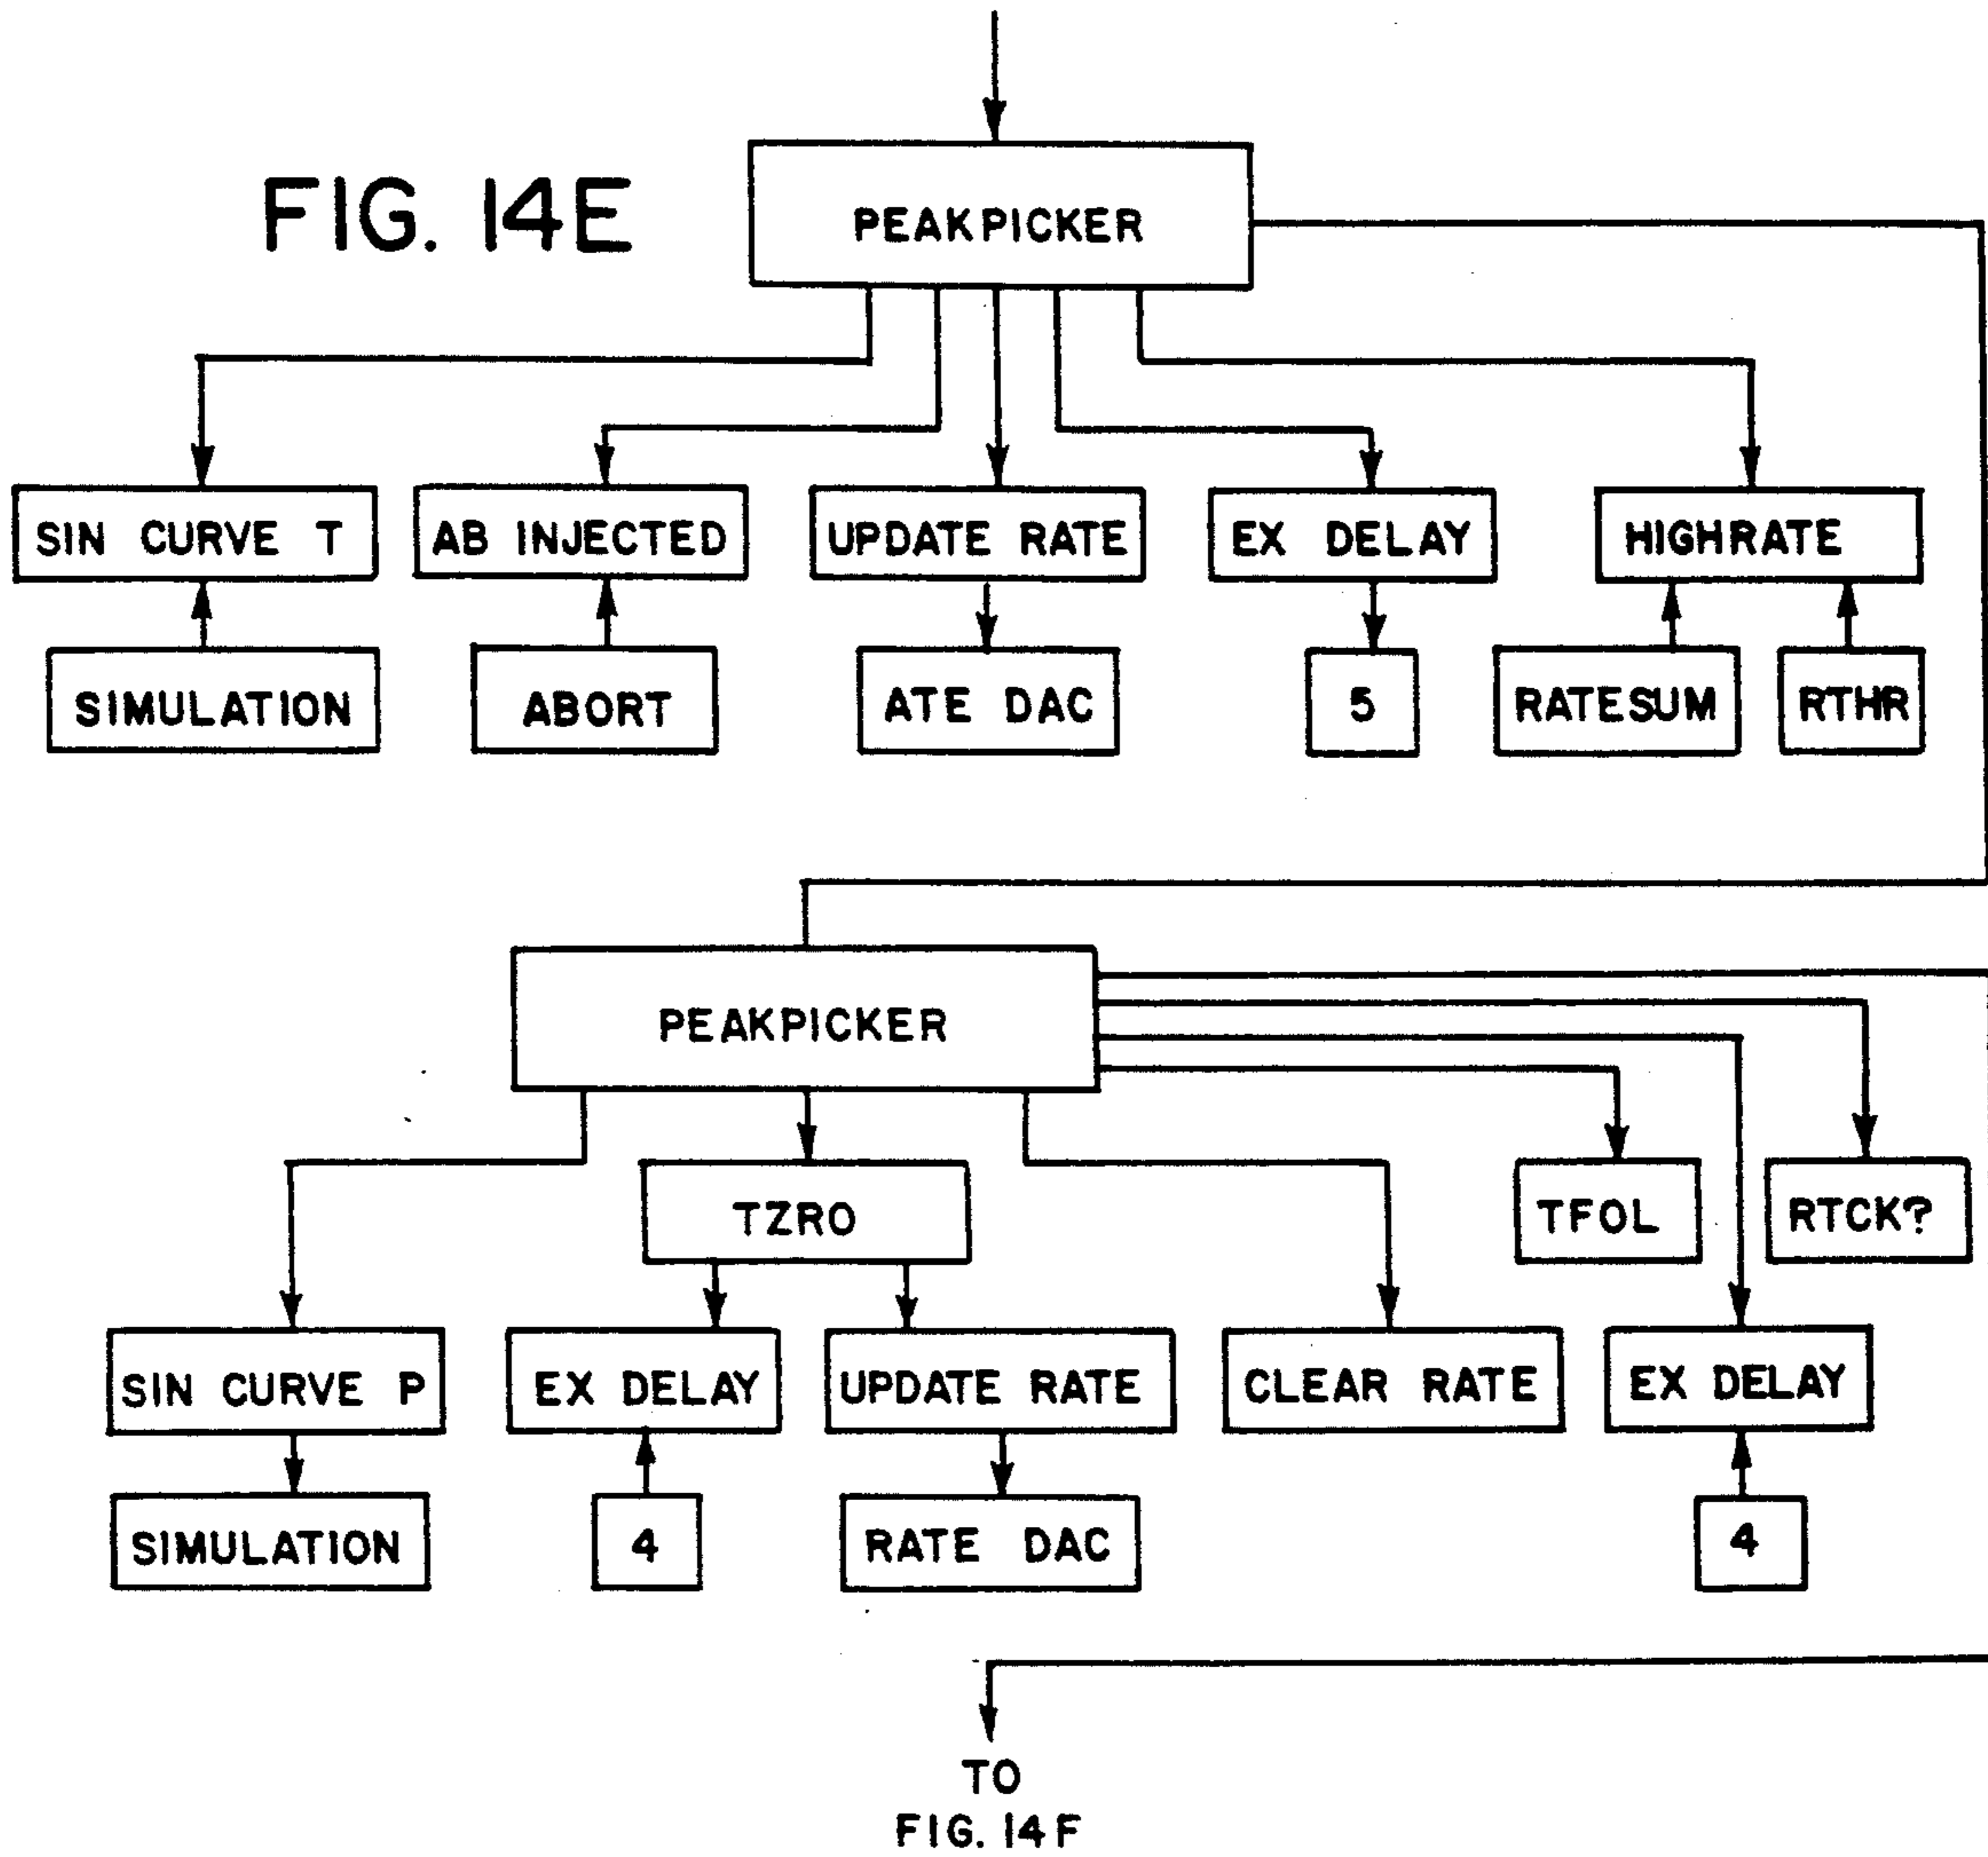 FIG. 14E
PEAKPICKER
SIN CURVE T
AB INJECTED
UPDATE RATE
EX DELAY
HIGHRATE
SIMULATION
ABORT
ATE DAC
5
RATESUM
RTHR
PEAKPICKER
TZRO
TFOL
RTCK?
SIN CURVE P
EX DELAY
UPDATE RATE
CLEAR RATE
EX DELAY
SIMULATION
4
RATE DAC
4
TO
FIG. 14F